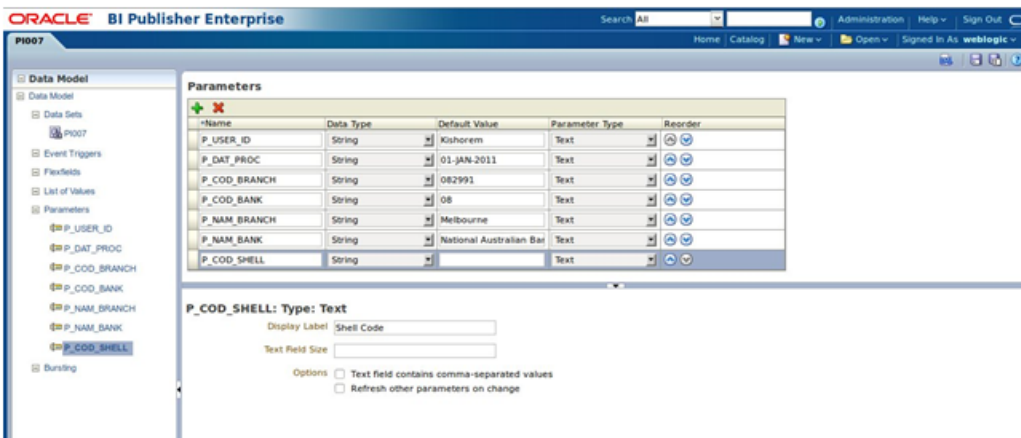 ORACLE BI Publisher Enterprise Search All Administration Help Sign Out
PI007 Home Catalog New Open Signed In As weblogic
Data Model
Data Model
Data Sets
PI007
Event Triggers
Flexfields
List of Values
Parameters
P_USER_ID
P_DAT_PROC
P_COD_BRANCH
P_COD_BANK
P_NAM_BRANCH
P_NAM_BANK
P_COD_SHELL
Bursting
Parameters
*Name Data Type Default Value Parameter Type Reorder
P_USER_ID String Kishorem Text
P_DAT_PROC String 01-JAN-2011 Text
P_COD_BRANCH String 082991 Text
P_COD_BANK String 08 Text
P_NAM_BRANCH String Melbourne Text
P_NAM_BANK String National Australian Ban Text
P_COD_SHELL String Text
P_COD_SHELL: Type: Text
Display Label Shell Code
Text Field Size
Options Text field contains comma-separated values
Refresh other parameters on change